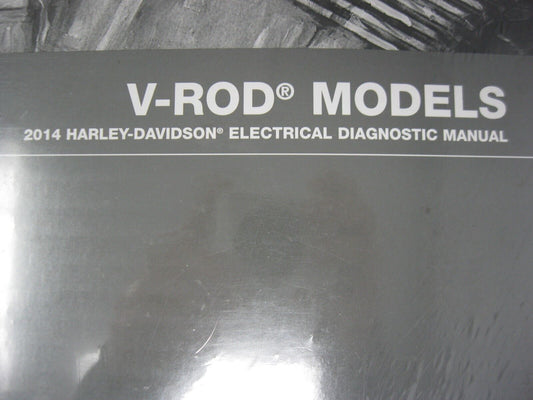 V-ROD® MODELS
2014 HARLEY-DAVIDSON® ELECTRICAL DIAGNOSTIC MANUAL